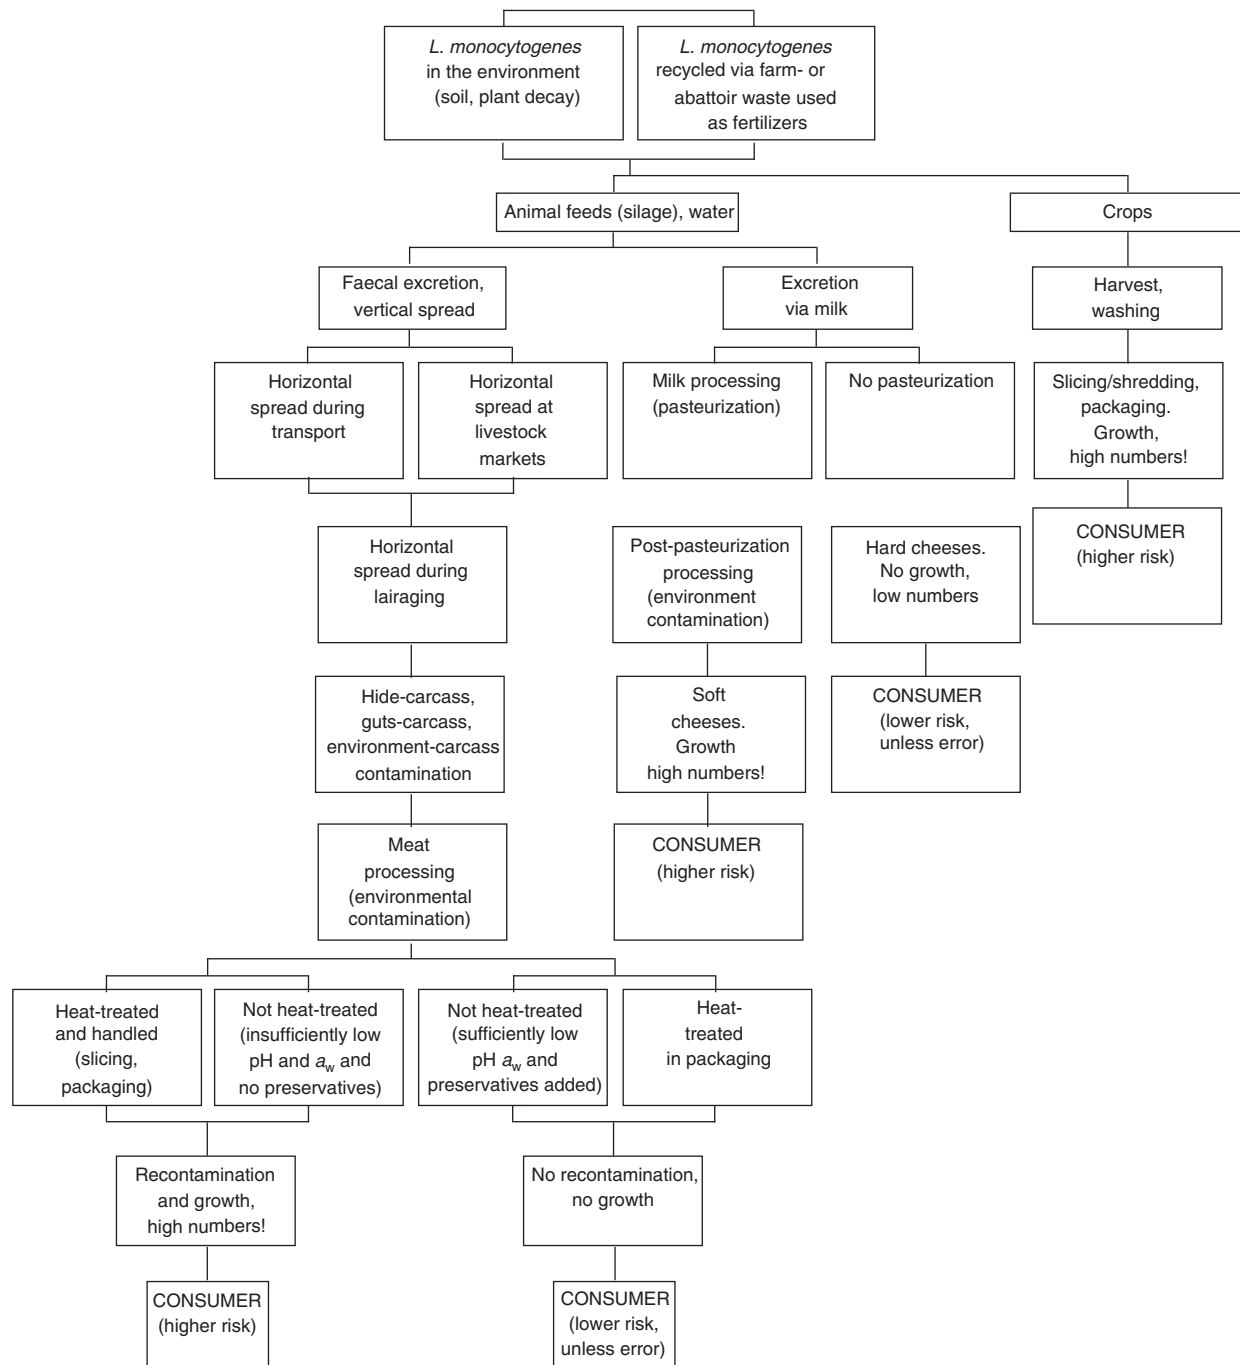 L. monocytogenes
in the environment
(soil, plant decay)
L. monocytogenes
recycled via farm- or
abattoir waste used
as fertilizers
Animal feeds (silage), water
Crops
Faecal excretion,
vertical spread
Excretion
via milk
Harvest,
washing
Horizontal
spread during
transport
Horizontal
spread at
livestock
markets
Milk processing
(pasteurization)
No pasteurization
Slicing/shredding,
packaging.
Growth,
high numbers!
Horizontal
spread during
lairaging
Post-pasteurization
processing
(environment
contamination)
Hard cheeses.
No growth,
low numbers
CONSUMER
(higher risk)
Hide-carcass,
guts-carcass,
environment-carcass
contamination
Soft
cheeses.
Growth
high numbers!
CONSUMER
(lower risk,
unless error)
Meat
processing
(environmental
contamination)
CONSUMER
(higher risk)
Heat-treated
and handled
(slicing,
packaging)
Not heat-treated
(insufficiently low
pH and aw and
no preservatives)
Not heat-treated
(sufficiently low
pH aw and
preservatives added)
Heat-
treated
in packaging
Recontamination
and growth,
high numbers!
No recontamination,
no growth
CONSUMER
(higher risk)
CONSUMER
(lower risk,
unless error)